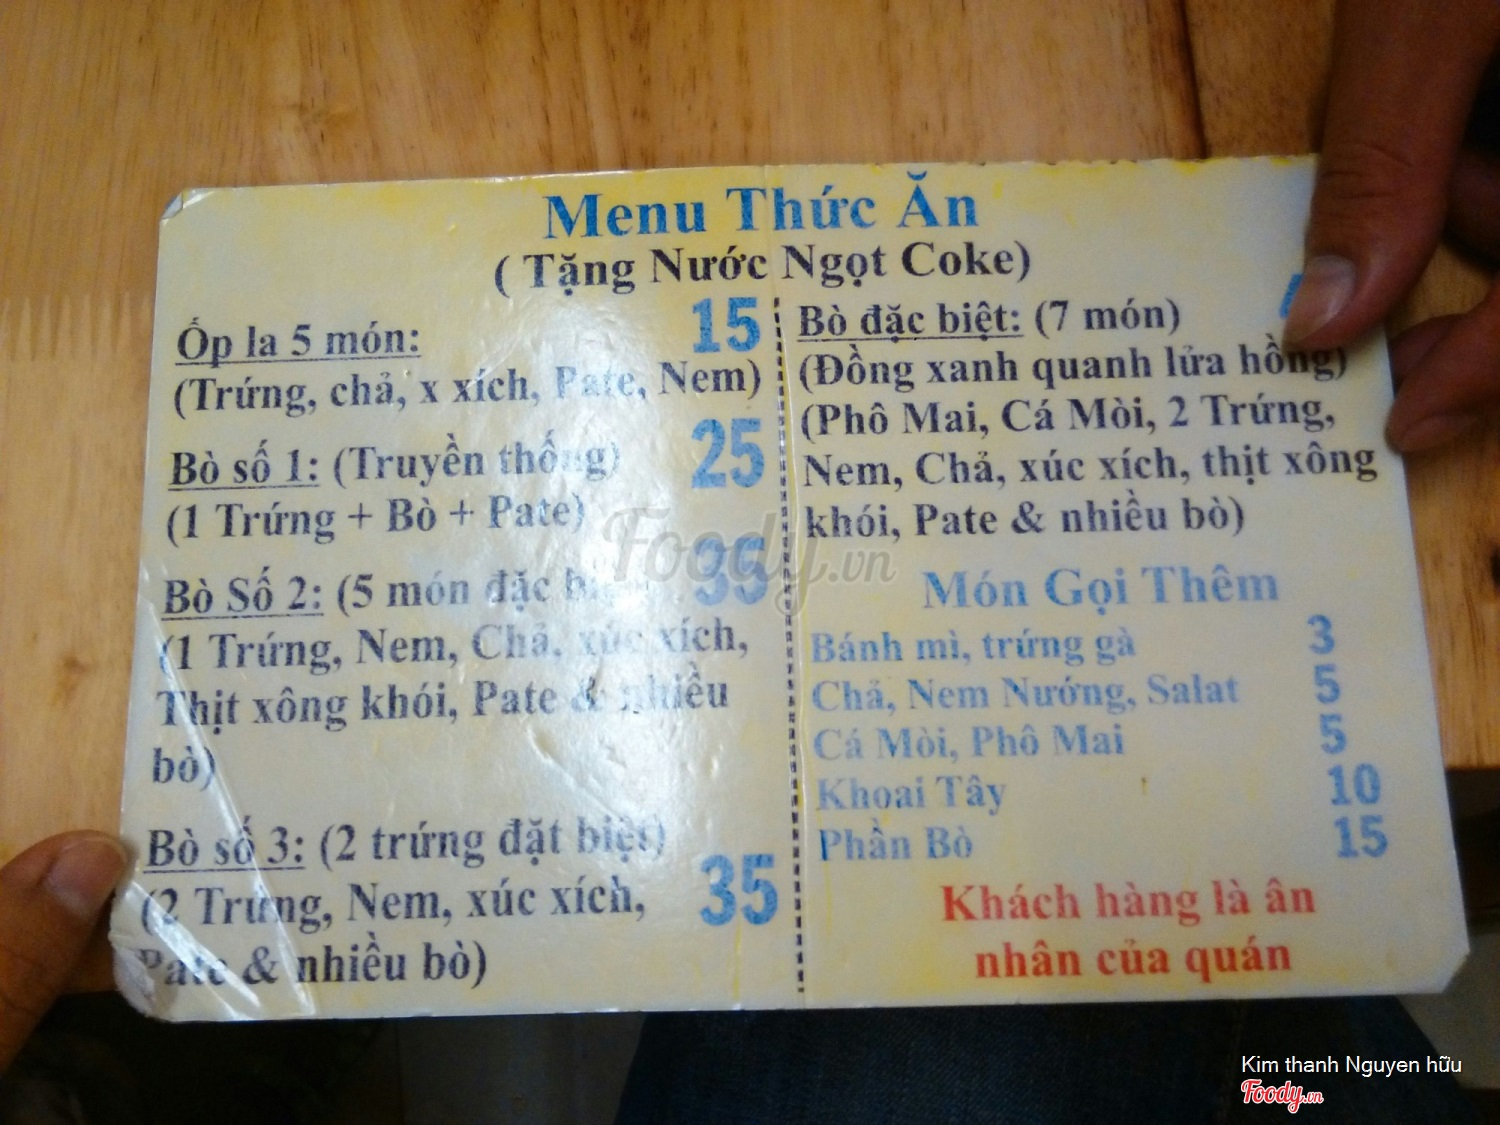 Menu Thức Ăn
( Tặng Nước Ngọt Coke)
Ốp la 5 món: 15
(Trứng, chả, x xích, Pate, Nem)
Bò số 1: (Truyền thống) 25
(1 Trứng + Bò + Pate)
Bò Số 2: (5 món đặc biệt) 35
(1 Trứng, Nem, Chả, xúc xích,
Thịt xông khói, Pate & nhiều
bò)
Bò số 3: (2 trứng đặt biệt)
35
(2 Trứng, Nem, xúc xích,
Pate & nhiều bò)
Bò đặc biệt: (7 món)
(Đồng xanh quanh lửa hồng)
(Phô Mai, Cá Mòi, 2 Trứng,
Nem, Chả, xúc xích, thịt xông
khói, Pate & nhiều bò)
Món Gọi Thêm
Bánh mì, trứng gà 3
Chả, Nem Nướng, Salat 5
Cá Mòi, Phô Mai 5
Khoai Tây 10
Phần Bò 15
Khách hàng là ân
nhân của quán
Foody.vn
Kim thanh Nguyen hữu
Foody.vn